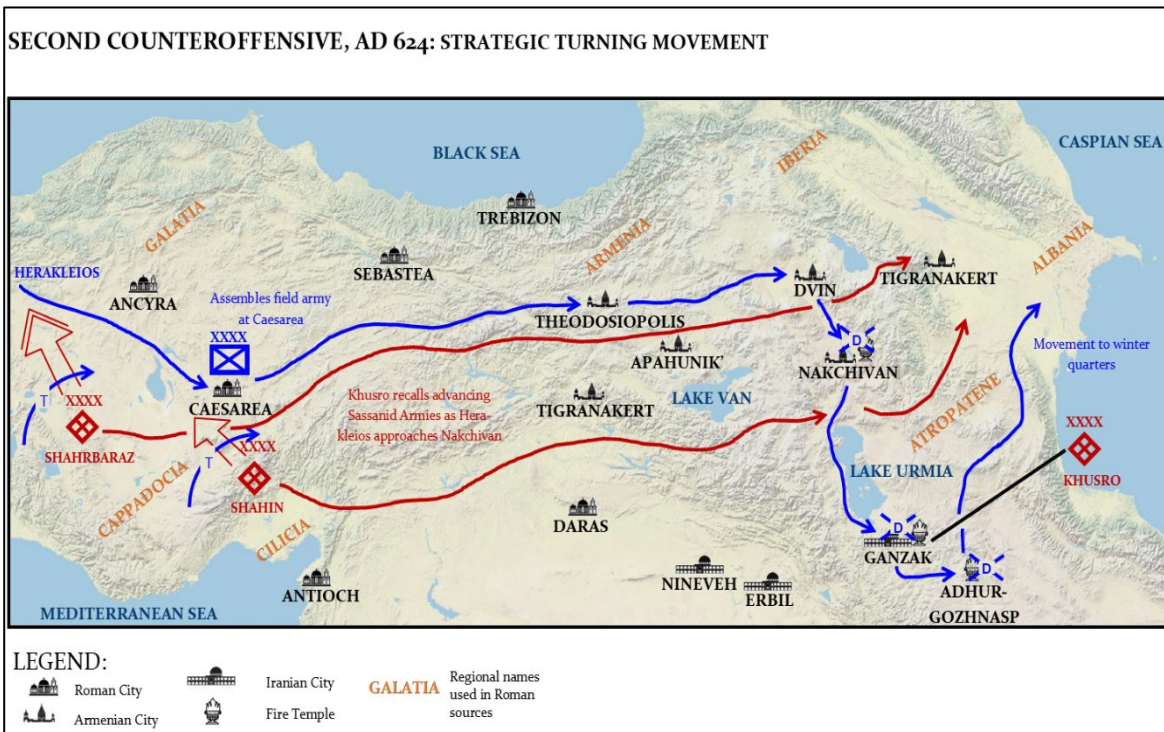 SECOND COUNTEROFFENSIVE, AD 624: STRATEGIC TURNING MOVEMENT
BLACK SEA
CASPIAN SEA
IBERIA
GALATIA
TREBIZON
ARMENIA
ALBANIA
SEBASTEA
HERAKLEIOS
ANCYRA
Assembles field army
at Caesarea
DVIN
TIGRANAKERT
THEODOSIOPOLIS
XXXX
APAHUNIK'
D
NAKCHIVAN
Movement to winter
quarters
T
XXXX
CAESAREA
Khusro recalls advancing
Sassanid Armies as Hera-
kleios approaches Nakchivan
TIGRANAKERT
LAKE VAN
ATROPATENE
XXXX
SHAHRBARAZ
T
XXXX
CAPPADOCIA
SHAHIN
LAKE URMIA
KHUSRO
CILICIA
DARAS
D
GANZAK
NINEVEH
ERBIL
ANTIOCH
D
ADHUR-
GOZHNASP
MEDITERRANEAN SEA
LEGEND:
Roman City
Armenian City
Iranian City
Fire Temple
GALATIA
Regional names
used in Roman
sources